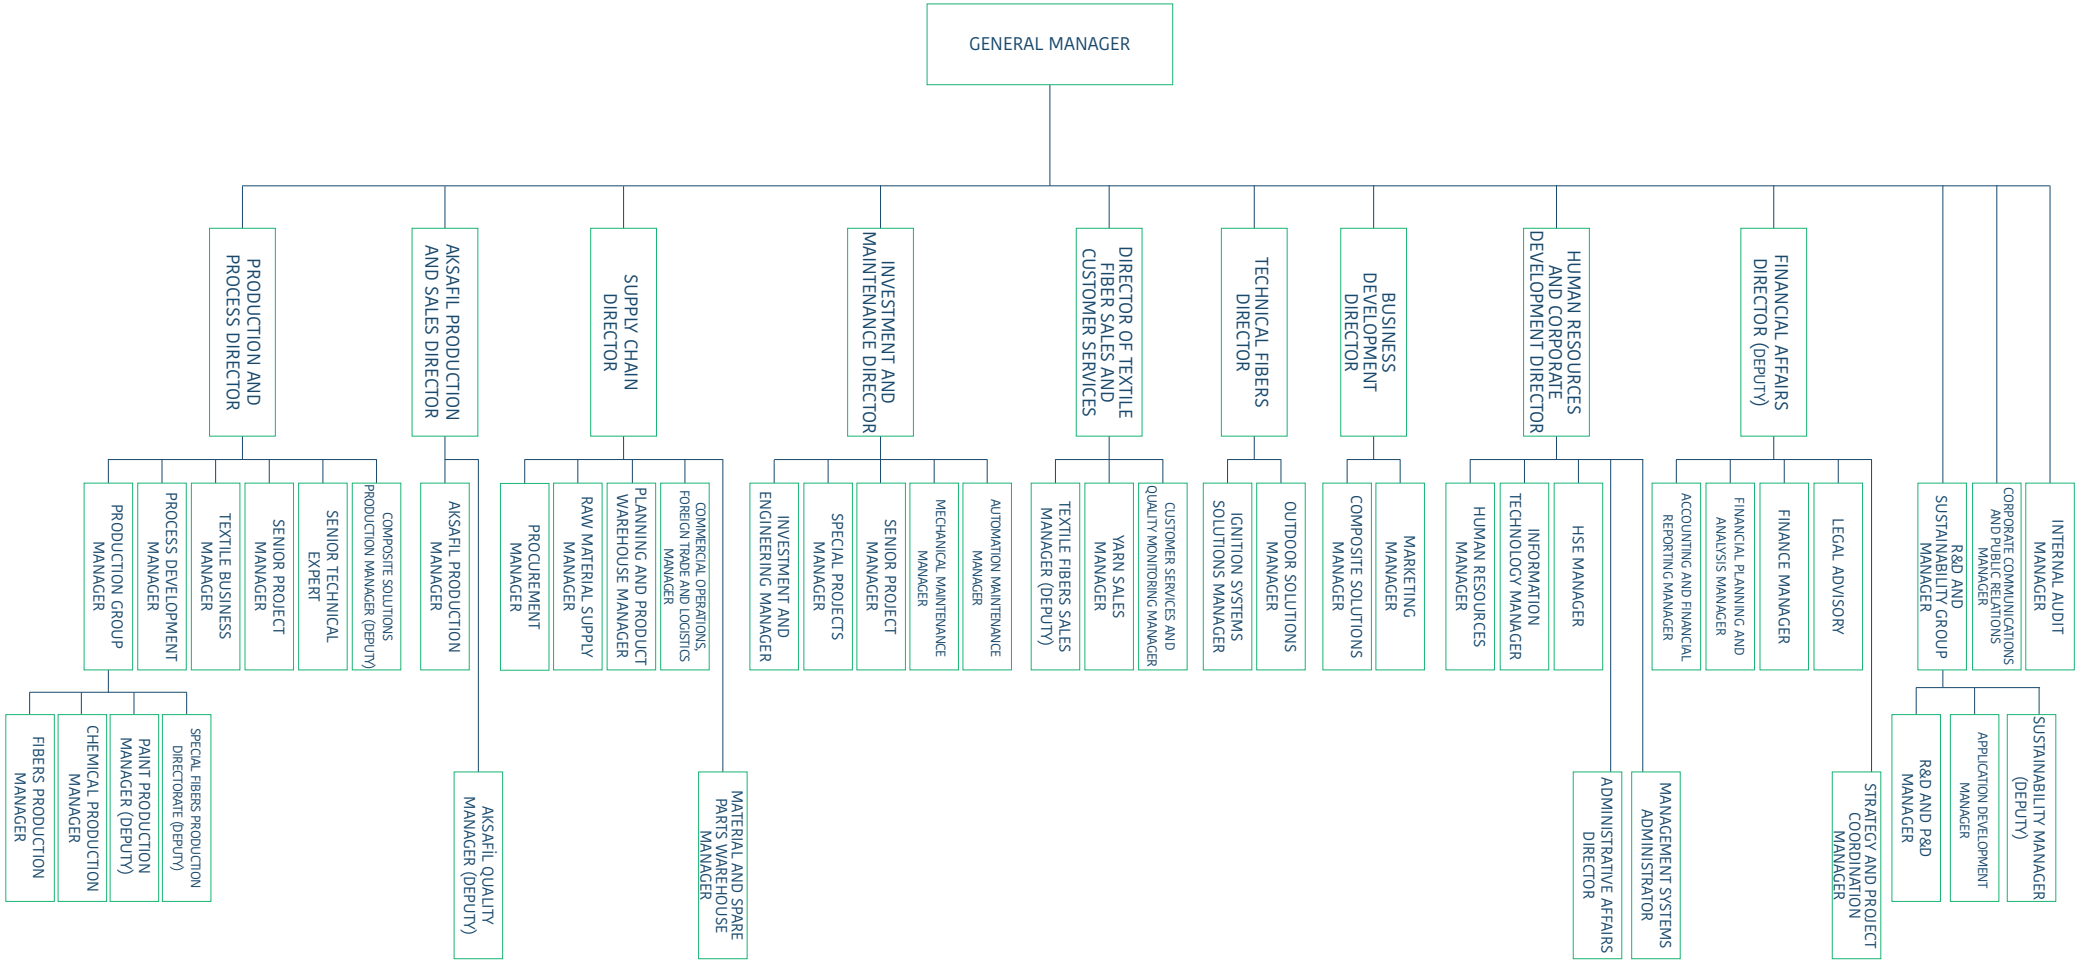 GENERAL MANAGER
PRODUCTION AND
PROCESS DIRECTOR
AKSAFIL PRODUCTION
AND SALES DIRECTOR
SUPPLY CHAIN
DIRECTOR
INVESTMENT AND
MAINTENANCE DIRECTOR
DIRECTOR OF TEXTILE
FIBER SALES AND
CUSTOMER SERVICES
TECHNICAL FIBERS
DIRECTOR
BUSINESS
DEVELOPMENT
DIRECTOR
HUMAN RESOURCES
AND CORPORATE
DEVELOPMENT DIRECTOR
FINANCIAL AFFAIRS
DIRECTOR (DEPUTY)
PRODUCTION GROUP
MANAGER
PROCESS DEVELOPMENT
MANAGER
TEXTILE BUSINESS
MANAGER
SENIOR PROJECT
MANAGER
SENIOR TECHNICAL
EXPERT
COMPOSITE SOLUTIONS
PRODUCTION MANAGER (DEPUTY)
AKSAFIL PRODUCTION
MANAGER
PROCUREMENT
MANAGER
RAW MATERIAL SUPPLY
MANAGER
PLANNING AND PRODUCT
WAREHOUSE MANAGER
COMMERCIAL OPERATIONS,
FOREIGN TRADE AND LOGISTICS
MANAGER
INVESTMENT AND
ENGINEERING MANAGER
SPECIAL PROJECTS
MANAGER
SENIOR PROJECT
MANAGER
MECHANICAL MAINTENANCE
MANAGER
AUTOMATION MAINTENANCE
MANAGER
TEXTILE FIBERS SALES
MANAGER (DEPUTY)
YARN SALES
MANAGER
CUSTOMER SERVICES AND
QUALITY MONITORING MANAGER
IGNITION SYSTEMS
SOLUTIONS MANAGER
OUTDOOR SOLUTIONS
MANAGER
COMPOSITE SOLUTIONS
MANAGER
MARKETING
MANAGER
HUMAN RESOURCES
MANAGER
INFORMATION
TECHNOLOGY MANAGER
HSE MANAGER
ACCOUNTING AND FINANCIAL
REPORTING MANAGER
FINANCIAL PLANNING AND
ANALYSIS MANAGER
FINANCE MANAGER
LEGAL ADVISORY
R&D AND
SUSTAINABILITY GROUP
MANAGER
CORPORATE COMMUNICATIONS
AND PUBLIC RELATIONS
MANAGER
INTERNAL AUDIT
MANAGER
FIBERS PRODUCTION
MANAGER
CHEMICAL PRODUCTION
MANAGER
PAINT PRODUCTION
MANAGER (DEPUTY)
SPECIAL FIBERS PRODUCTION
DIRECTORATE (DEPUTY)
AKSAFİL QUALITY
MANAGER (DEPUTY)
MATERIAL AND SPARE
PARTS WAREHOUSE
MANAGER
ADMINISTRATIVE AFFAIRS
DIRECTOR
MANAGEMENT SYSTEMS
ADMINISTRATOR
STRATEGY AND PROJECT
COORDINATION
MANAGER
R&D AND P&D
MANAGER
APPLICATION DEVELOPMENT
MANAGER
SUSTAINABILITY MANAGER
(DEPUTY)